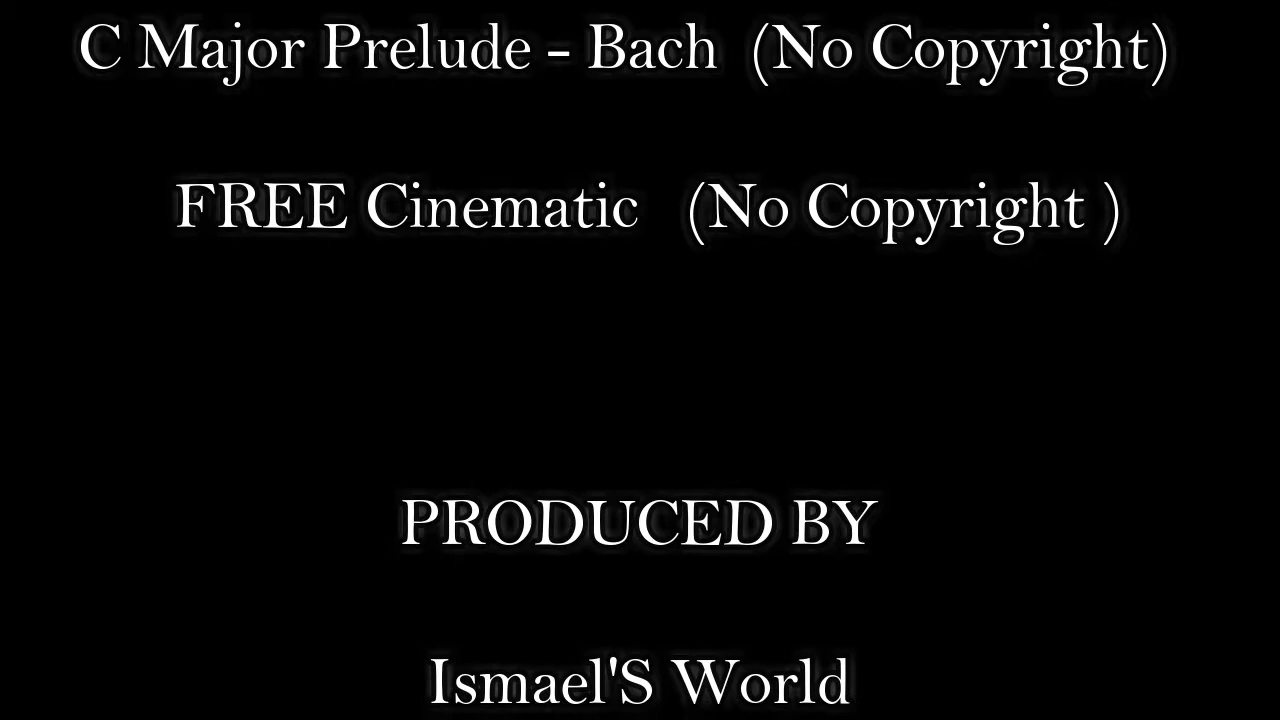 C Major Prelude - Bach (No Copyright)
FREE Cinematic (No Copyright )
PRODUCED BY
Ismael'S World